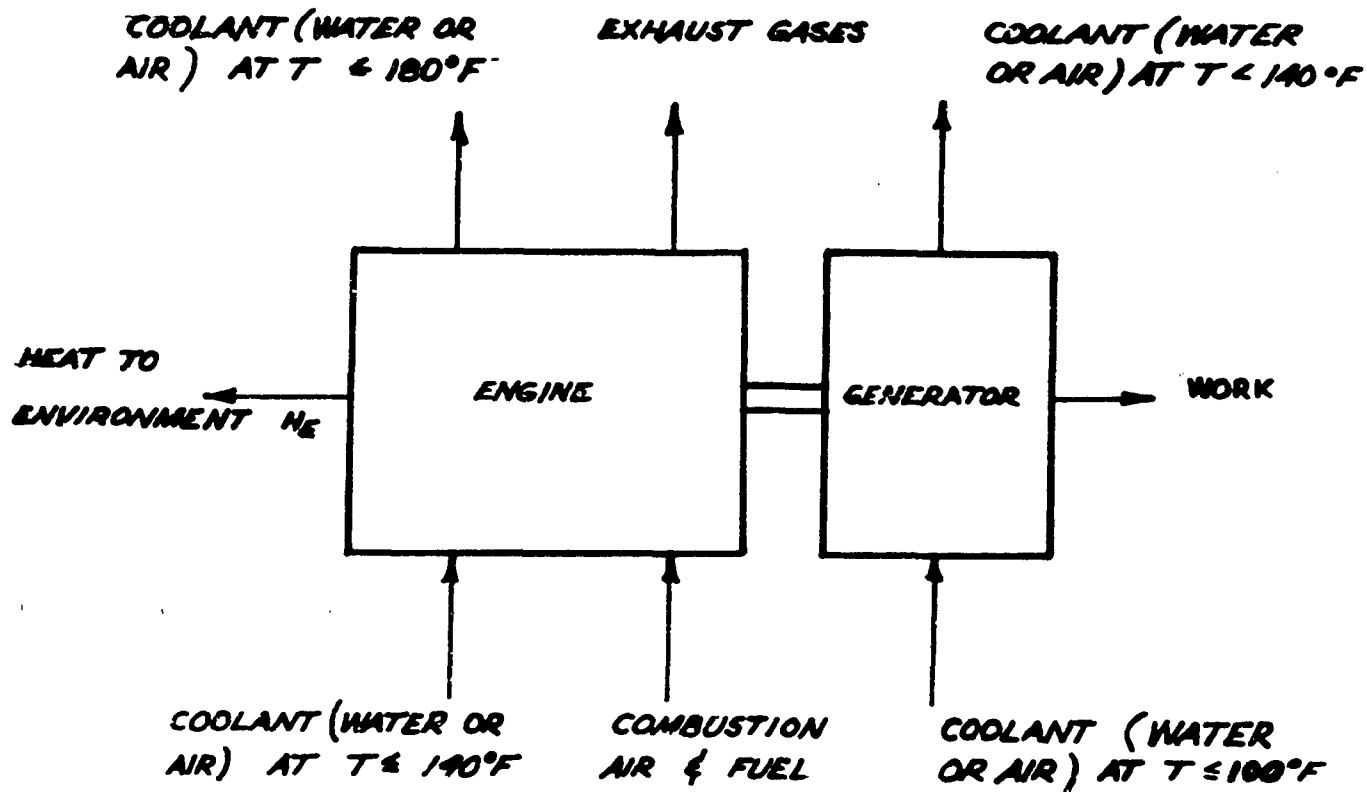 COOLANT (WATER OR
AIR) AT T ≤ 180°F
EXHAUST GASES
COOLANT (WATER
OR AIR) AT T < 140°F
HEAT TO
ENVIRONMENT H_E
ENGINE
GENERATOR
WORK
COOLANT (WATER OR
AIR) AT T ≤ 140°F
COMBUSTION
AIR & FUEL
COOLANT (WATER
OR AIR) AT T ≤ 100°F